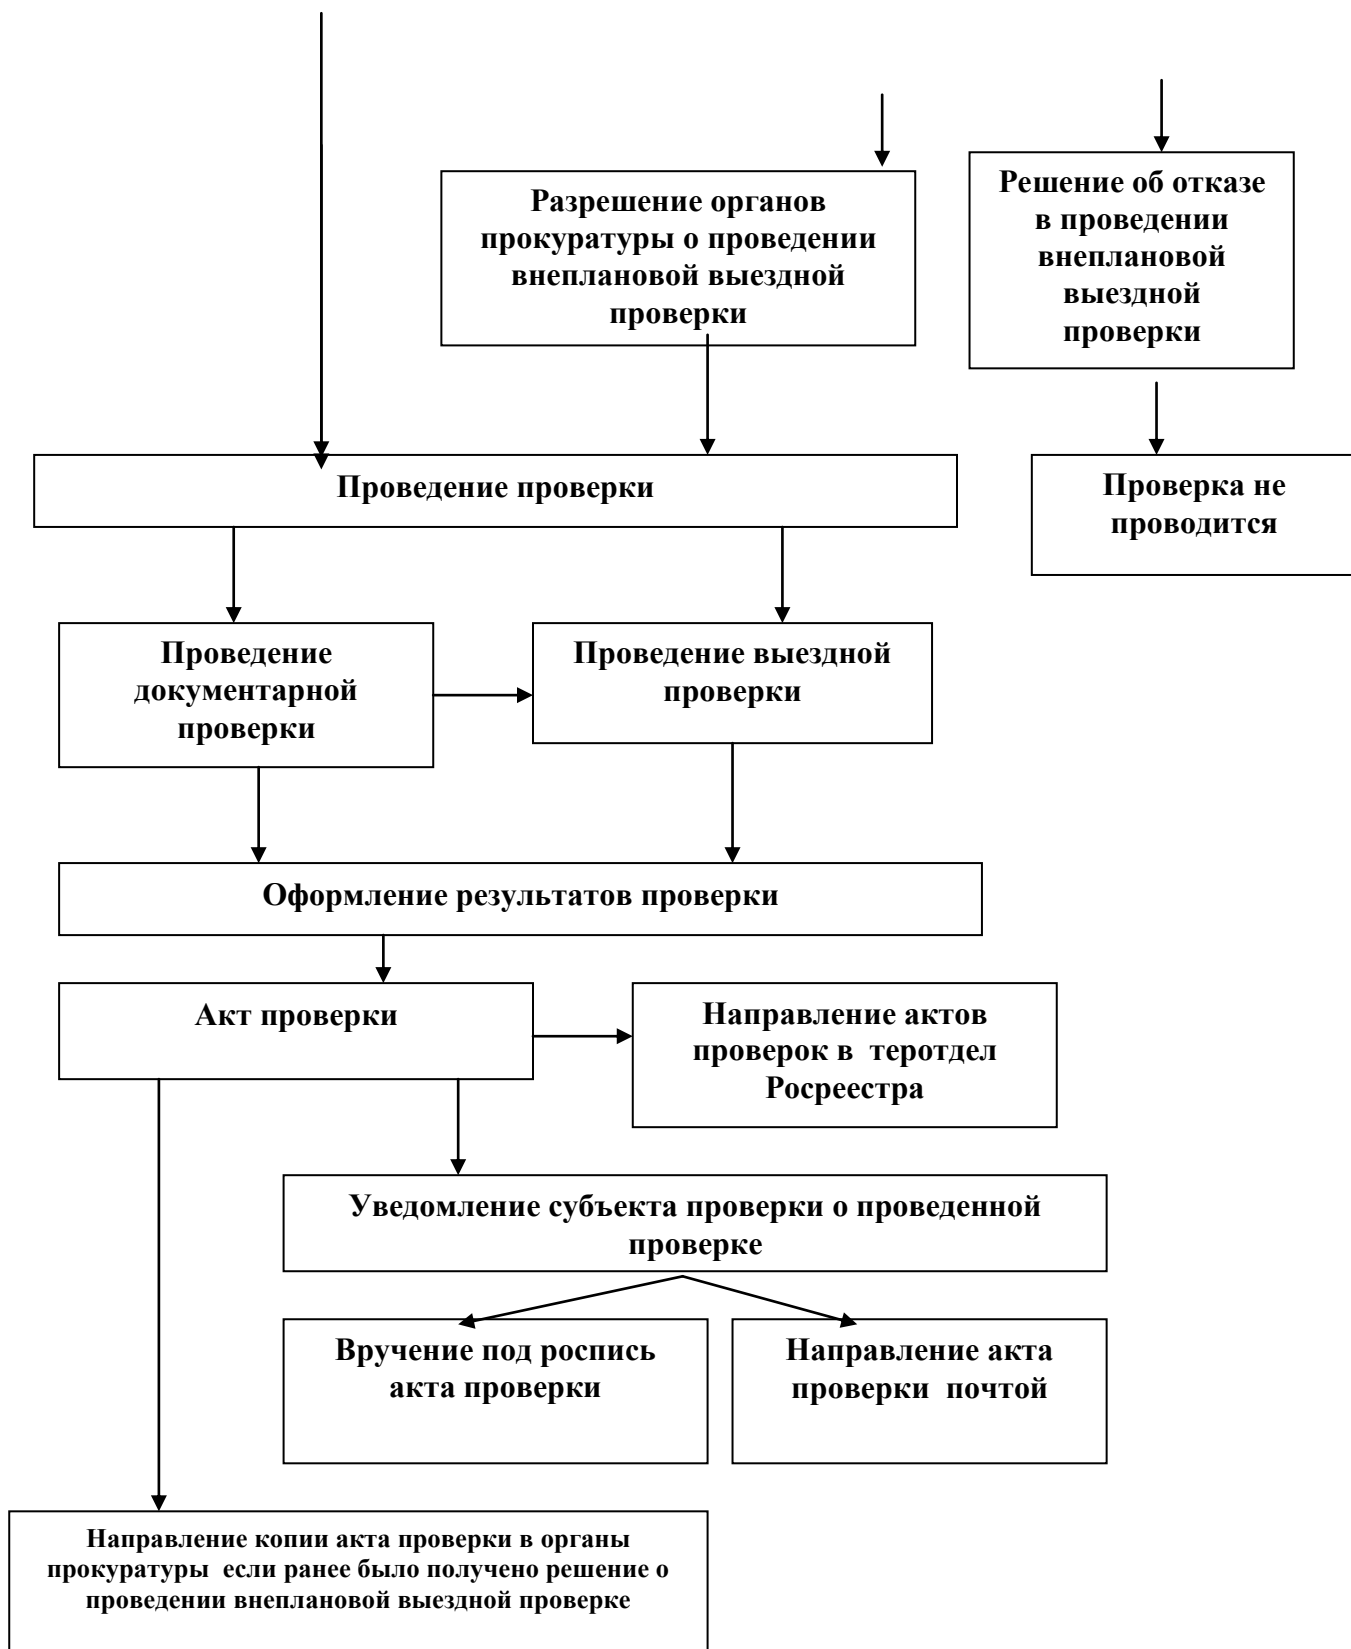 Разрешение органов
прокуратуры о проведении
внеплановой выездной
проверки
Решение об отказе
в проведении
внеплановой
выездной
проверки
Проведение проверки
Проверка не
проводится
Проведение
документарной
проверки
Проведение выездной
проверки
Оформление результатов проверки
Акт проверки
Направление актов
проверок в теротдел
Росреестра
Уведомление субъекта проверки о проведенной
проверке
Вручение под роспись
акта проверки
Направление акта
проверки почтой
Направление копии акта проверки в органы
прокуратуры если ранее было получено решение о
проведении внеплановой выездной проверке